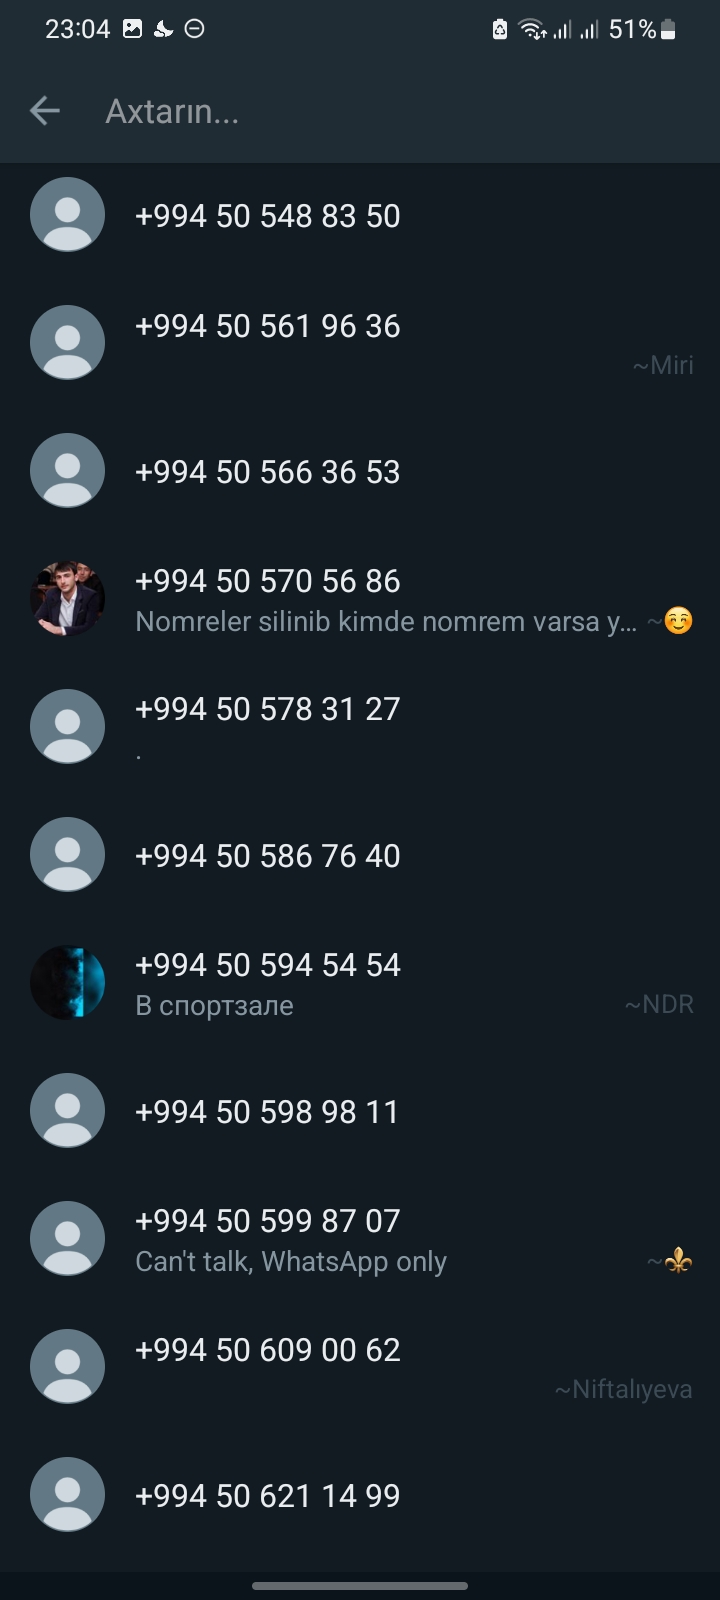 23:04 51%
Axtarın...
+994 50 548 83 50
+994 50 561 96 36
~Miri
+994 50 566 36 53
+994 50 570 56 86
Nomreler silinib kimde nomrem varsa y... ~😊
+994 50 578 31 27
.
+994 50 586 76 40
+994 50 594 54 54
В спортзале ~NDR
+994 50 598 98 11
+994 50 599 87 07
Can't talk, WhatsApp only ~⚜️
+994 50 609 00 62
~Niftalıyeva
+994 50 621 14 99